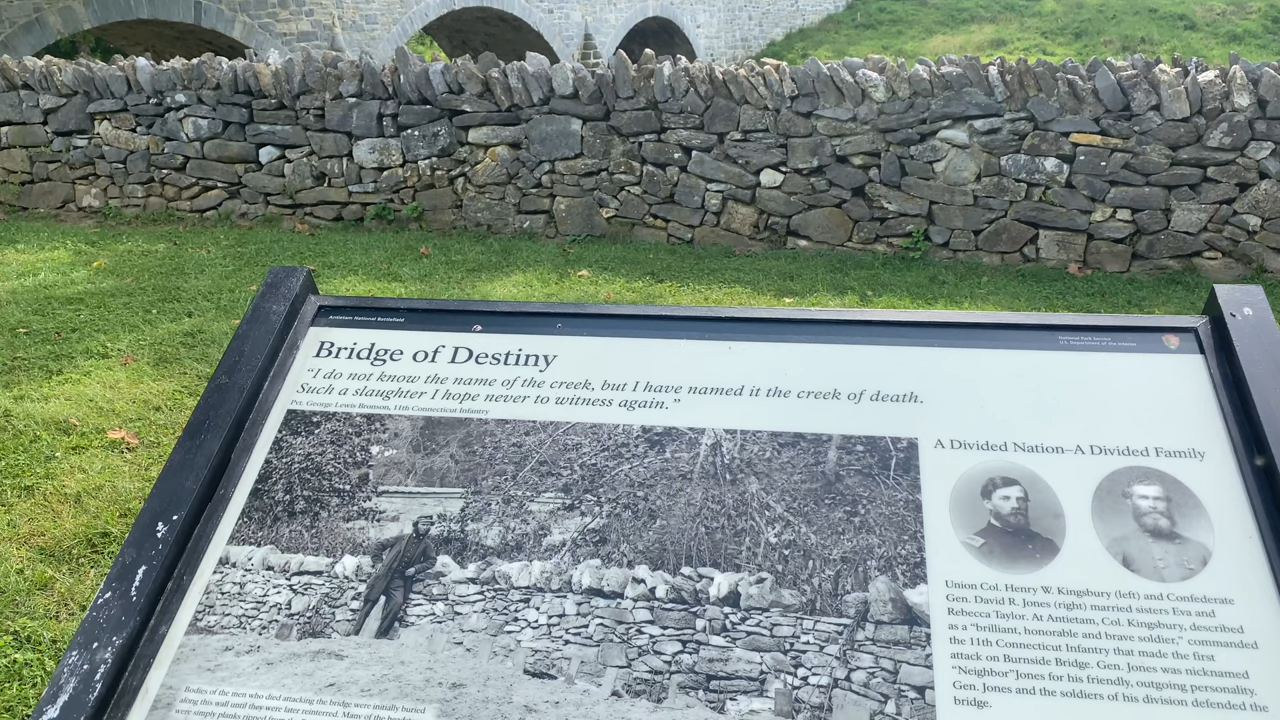 Antietam National Battlefield
National Park Service
U.S. Department of the Interior
Bridge of Destiny
“I do not know the name of the creek, but I have named it the creek of death.
Such a slaughter I hope never to witness again.”
Pvt. George Lewis Bronson, 11th Connecticut Infantry
Bodies of the men who died attacking the bridge were initially buried
along this wall until they were later reinterred. Many of the
were simply planks ripped from the
A Divided Nation–A Divided Family
Union Col. Henry W. Kingsbury (left) and Confederate
Gen. David R. Jones (right) married sisters Eva and
Rebecca Taylor. At Antietam, Col. Kingsbury, described
as a “brilliant, honorable and brave soldier,” commanded
the 11th Connecticut Infantry that made the first
attack on Burnside Bridge. Gen. Jones was nicknamed
“Neighbor” Jones for his friendly, outgoing personality.
Gen. Jones and the soldiers of his division defended the
bridge.